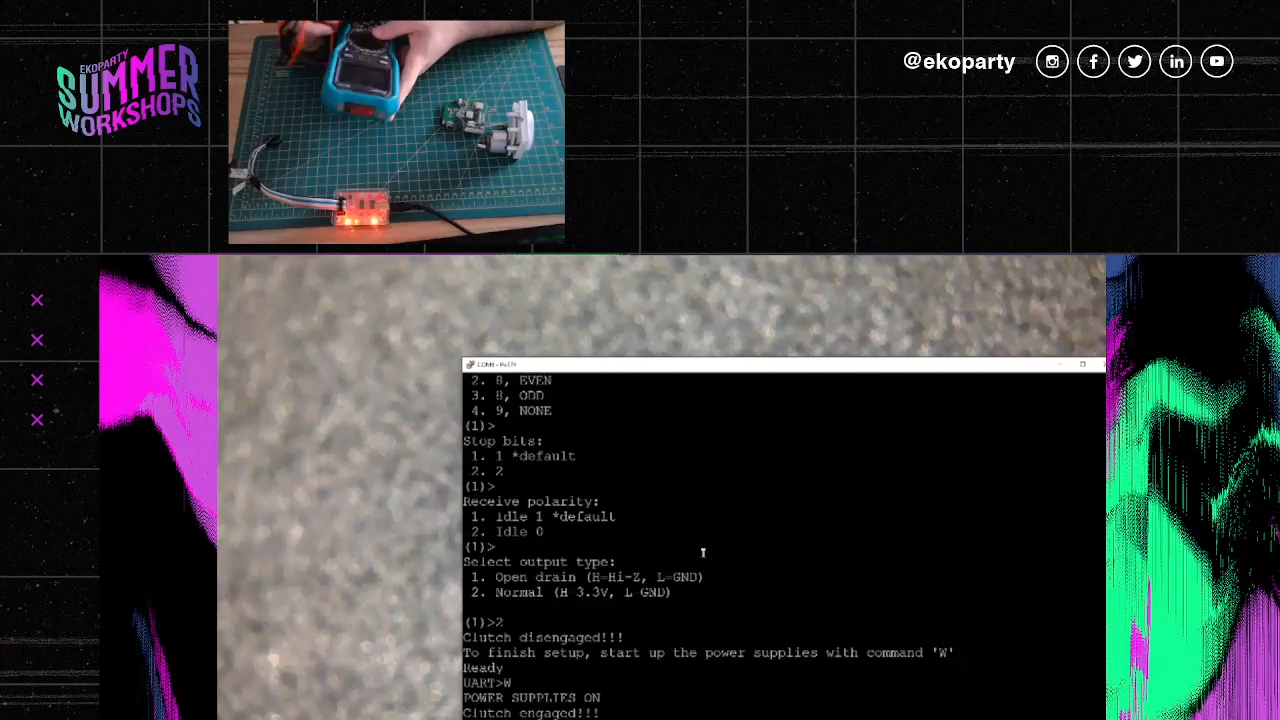 EKOPARTY
SUMMER
WORKSHOPS
@ekoparty
COM6 - PuTTY
2. 8, EVEN
3. 8, ODD
4. 9, NONE
(1)>
Stop bits:
1. 1 *default
2. 2
(1)>
Receive polarity:
1. Idle 1 *default
2. Idle 0
(1)>
Select output type:
1. Open drain (H=Hi-Z, L=GND)
2. Normal (H 3.3V, L GND)
(1)>2
Clutch disengaged!!!
To finish setup, start up the power supplies with command 'W'
Ready
UART>W
POWER SUPPLIES ON
Clutch engaged!!!